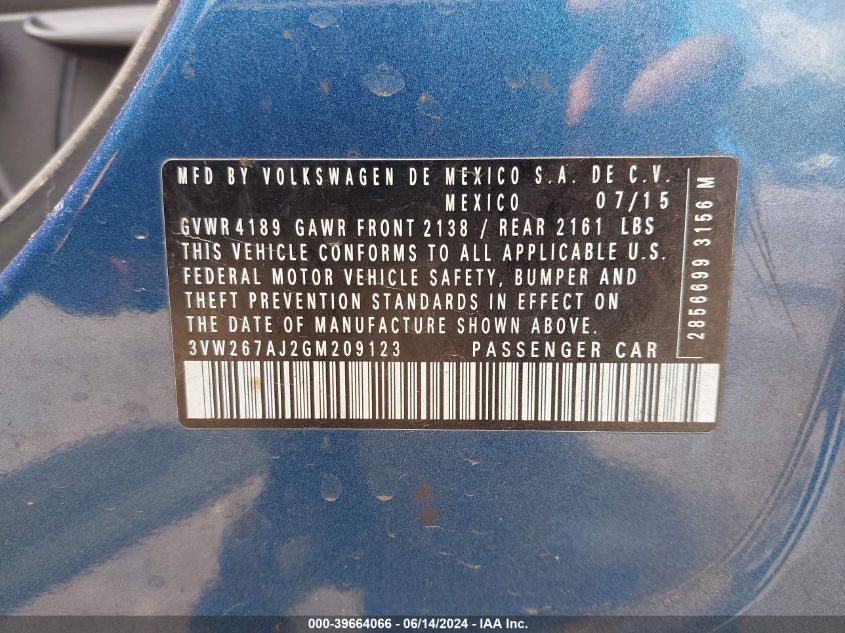 MFD BY VOLKSWAGEN DE MEXICO S.A. DE C.V.
MEXICO 07/15
GVWR 4189 GAWR FRONT 2138 / REAR 2161 LBS
THIS VEHICLE CONFORMS TO ALL APPLICABLE U.S.
FEDERAL MOTOR VEHICLE SAFETY, BUMPER AND
THEFT PREVENTION STANDARDS IN EFFECT ON
THE DATE OF MANUFACTURE SHOWN ABOVE.
3VW267AJ2GM209123 PASSENGER CAR
2856699 3156 M
000-39664066 - 06/14/2024 - IAA Inc.